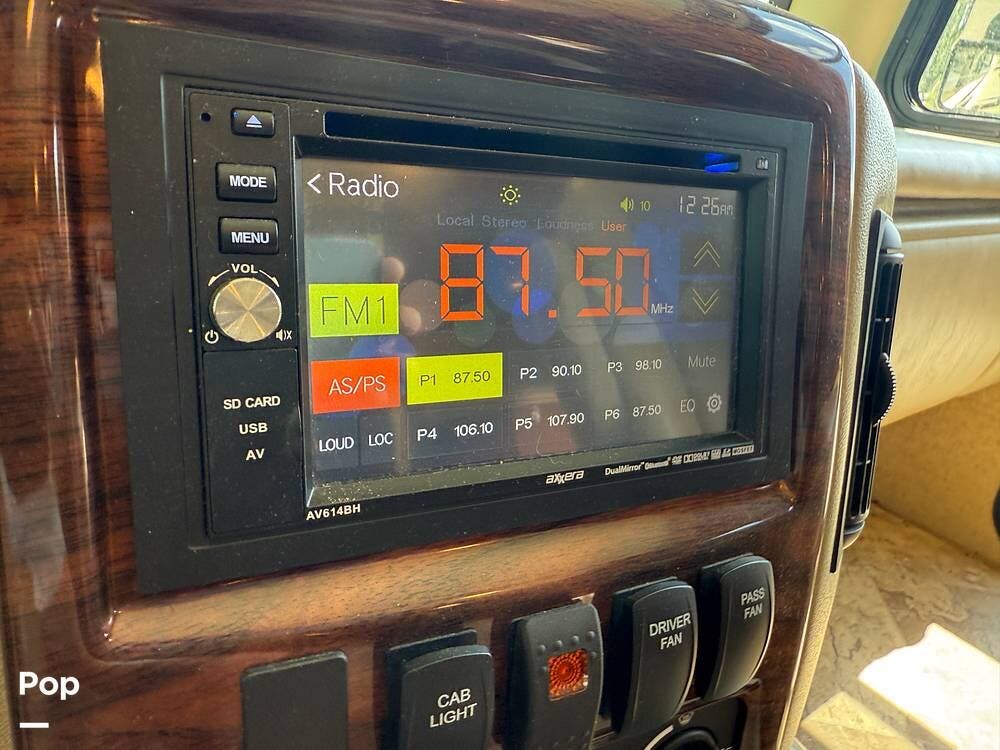 MODE
MENU
VOL
SD CARD
USB
AV
AV614BH
< Radio
10
12:26AM
Local Stereo Loudness User
87.50 MHz
FM1
AS/PS
P1 87.50
P2 90.10
P3 98.10
Mute
LOUD LOC
P4 106.10
P5 107.90
P6 87.50
EQ
axxera
DualMirror
Bluetooth
CAB
LIGHT
DRIVER
FAN
PASS
FAN
Pop